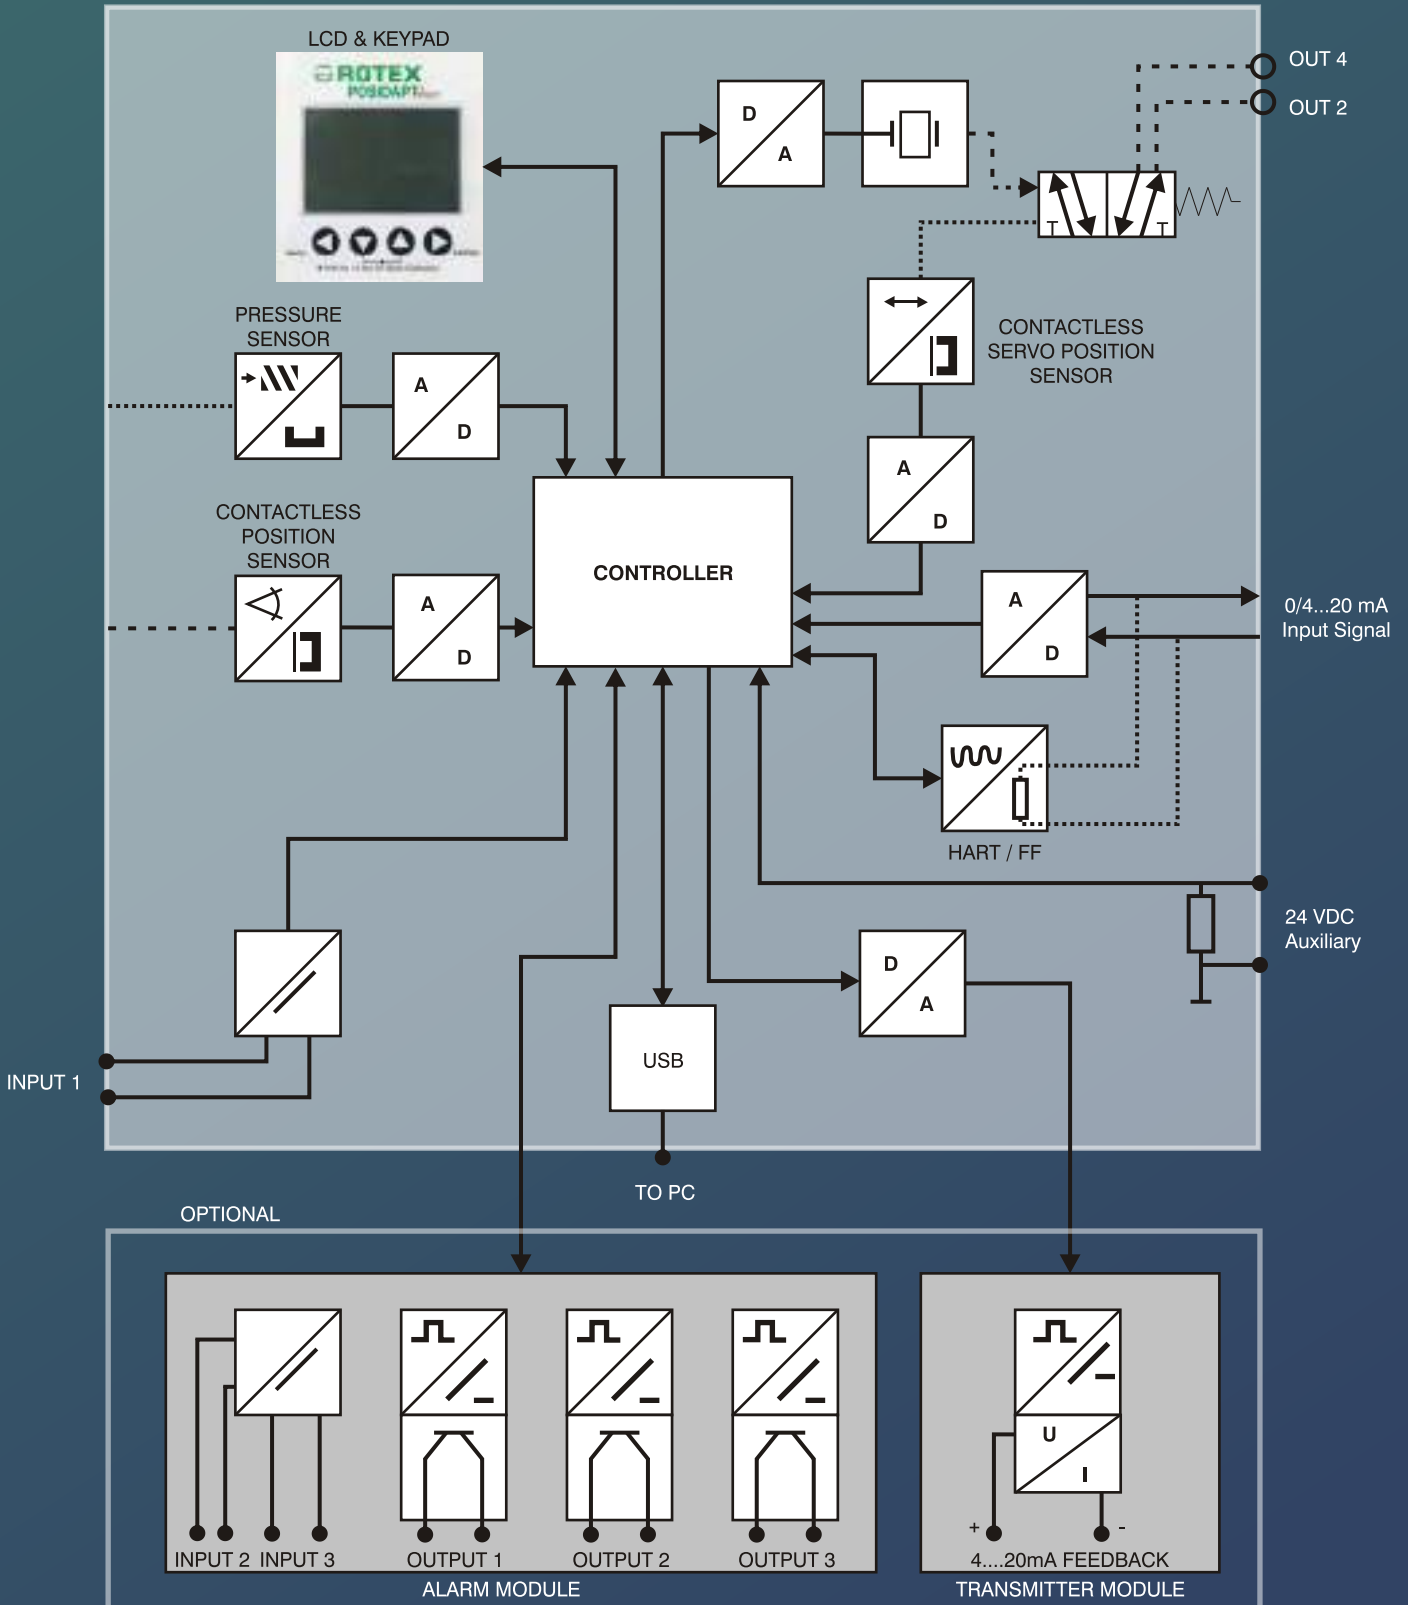 LCD & KEYPAD
ROTEX
POSIDAPT
OUT 4
OUT 2
D
A
T
T
PRESSURE
SENSOR
A
D
CONTACTLESS
SERVO POSITION
SENSOR
A
D
CONTACTLESS
POSITION
SENSOR
A
D
CONTROLLER
A
D
0/4...20 mA
Input Signal
HART / FF
24 VDC
Auxiliary
D
A
INPUT 1
USB
TO PC
OPTIONAL
U
I
+
-
INPUT 2
INPUT 3
OUTPUT 1
OUTPUT 2
OUTPUT 3
4....20mA FEEDBACK
ALARM MODULE
TRANSMITTER MODULE